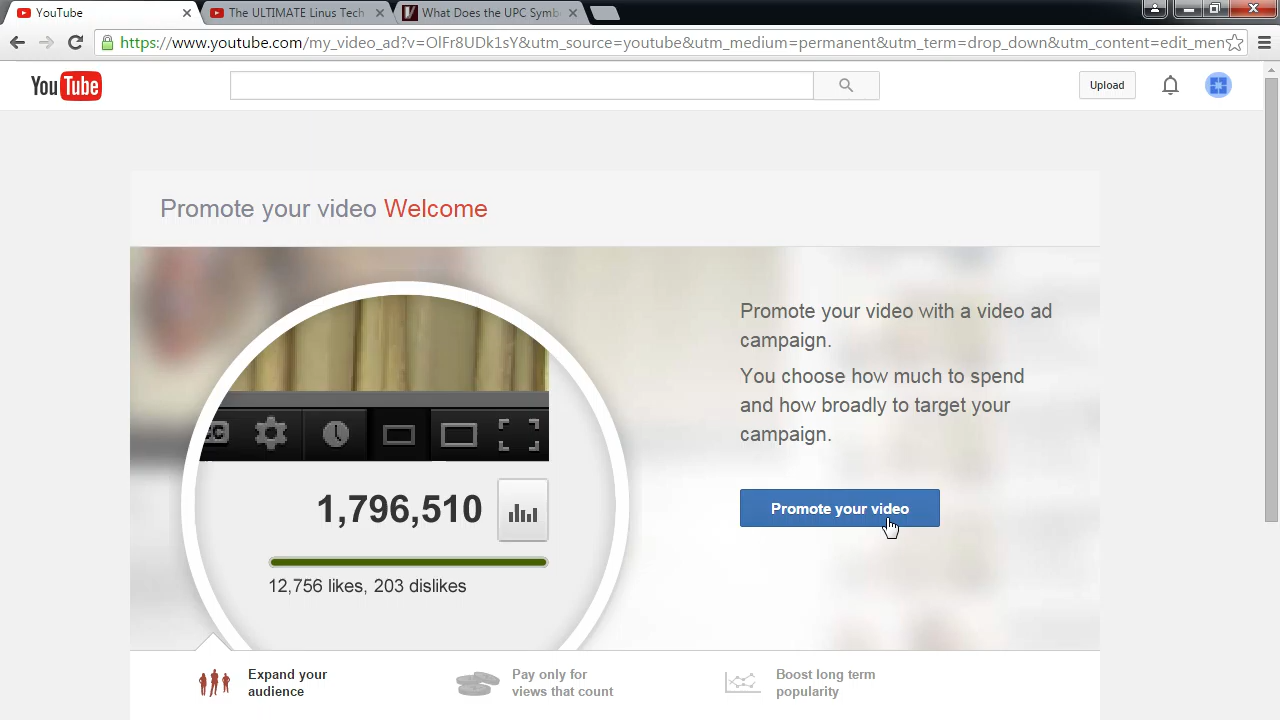 YouTube
The ULTIMATE Linus Tech
What Does the UPC Symb
https://www.youtube.com/my_video_ad?v=OlFr8UDk1sY&utm_source=youtube&utm_medium=permanent&utm_term=drop_down&utm_content=edit_men
YouTube
Upload
Promote your video Welcome
Promote your video with a video ad
campaign.
You choose how much to spend
and how broadly to target your
campaign.
Promote your video
CC
1,796,510
12,756 likes, 203 dislikes
Expand your
audience
Pay only for
views that count
Boost long term
popularity